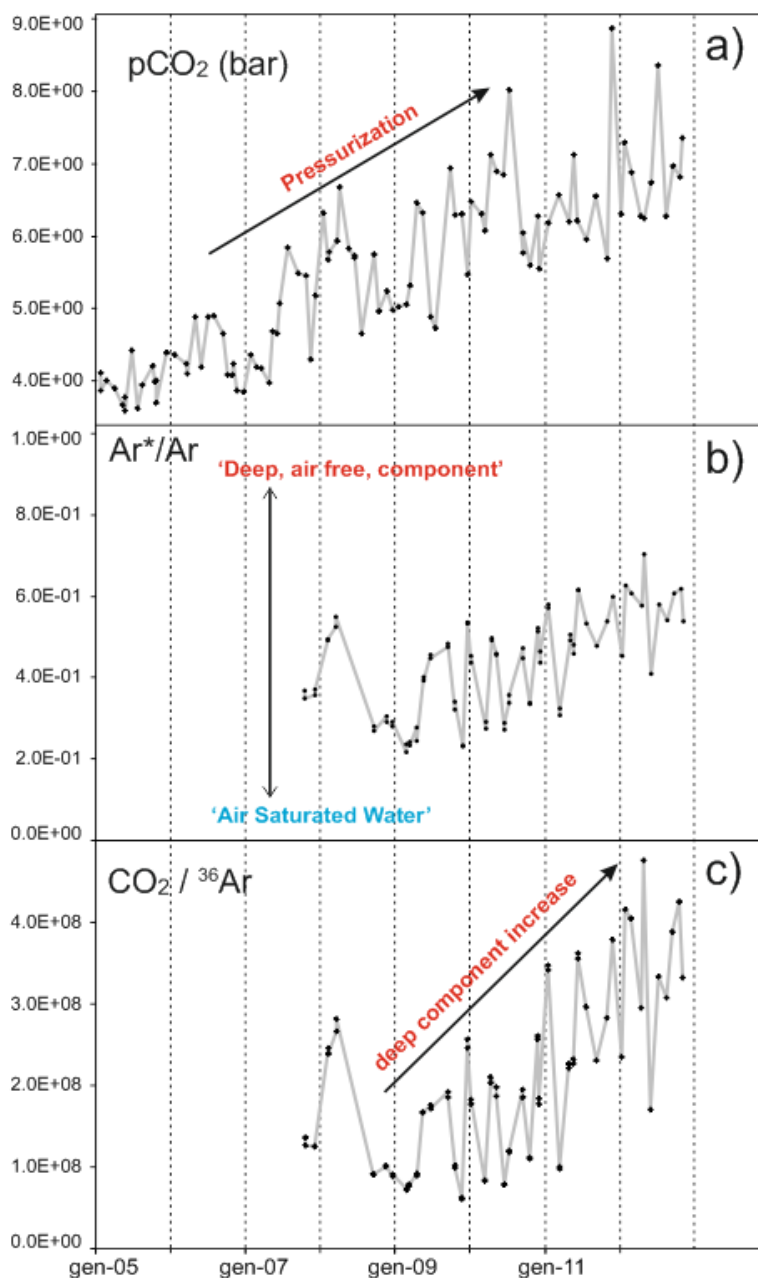 9.0E+00
pCO₂ (bar)
a)
8.0E+00
Pressurization
7.0E+00
6.0E+00
5.0E+00
4.0E+00
1.0E+00
Ar*/Ar
b)
'Deep, air free, component'
8.0E-01
6.0E-01
4.0E-01
2.0E-01
'Air Saturated Water'
0.0E+00
CO₂ / ³⁶Ar
c)
deep component increase
4.0E+08
3.0E+08
2.0E+08
1.0E+08
0.0E+00
gen-05 gen-07 gen-09 gen-11